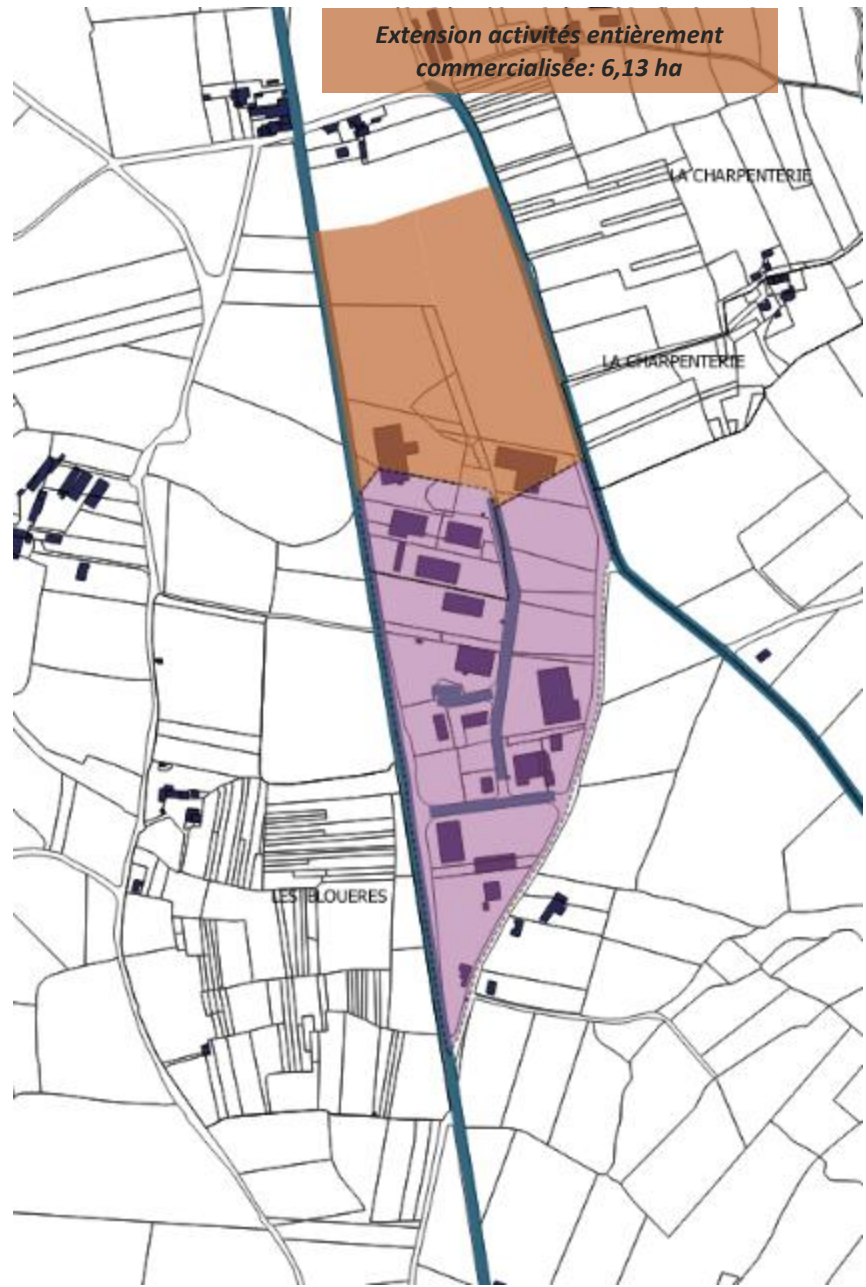 Extension activités entièrement
commercialisée: 6,13 ha
LA CHARPENTERIE
LA CHARPENTERIE
LES BLOUERES